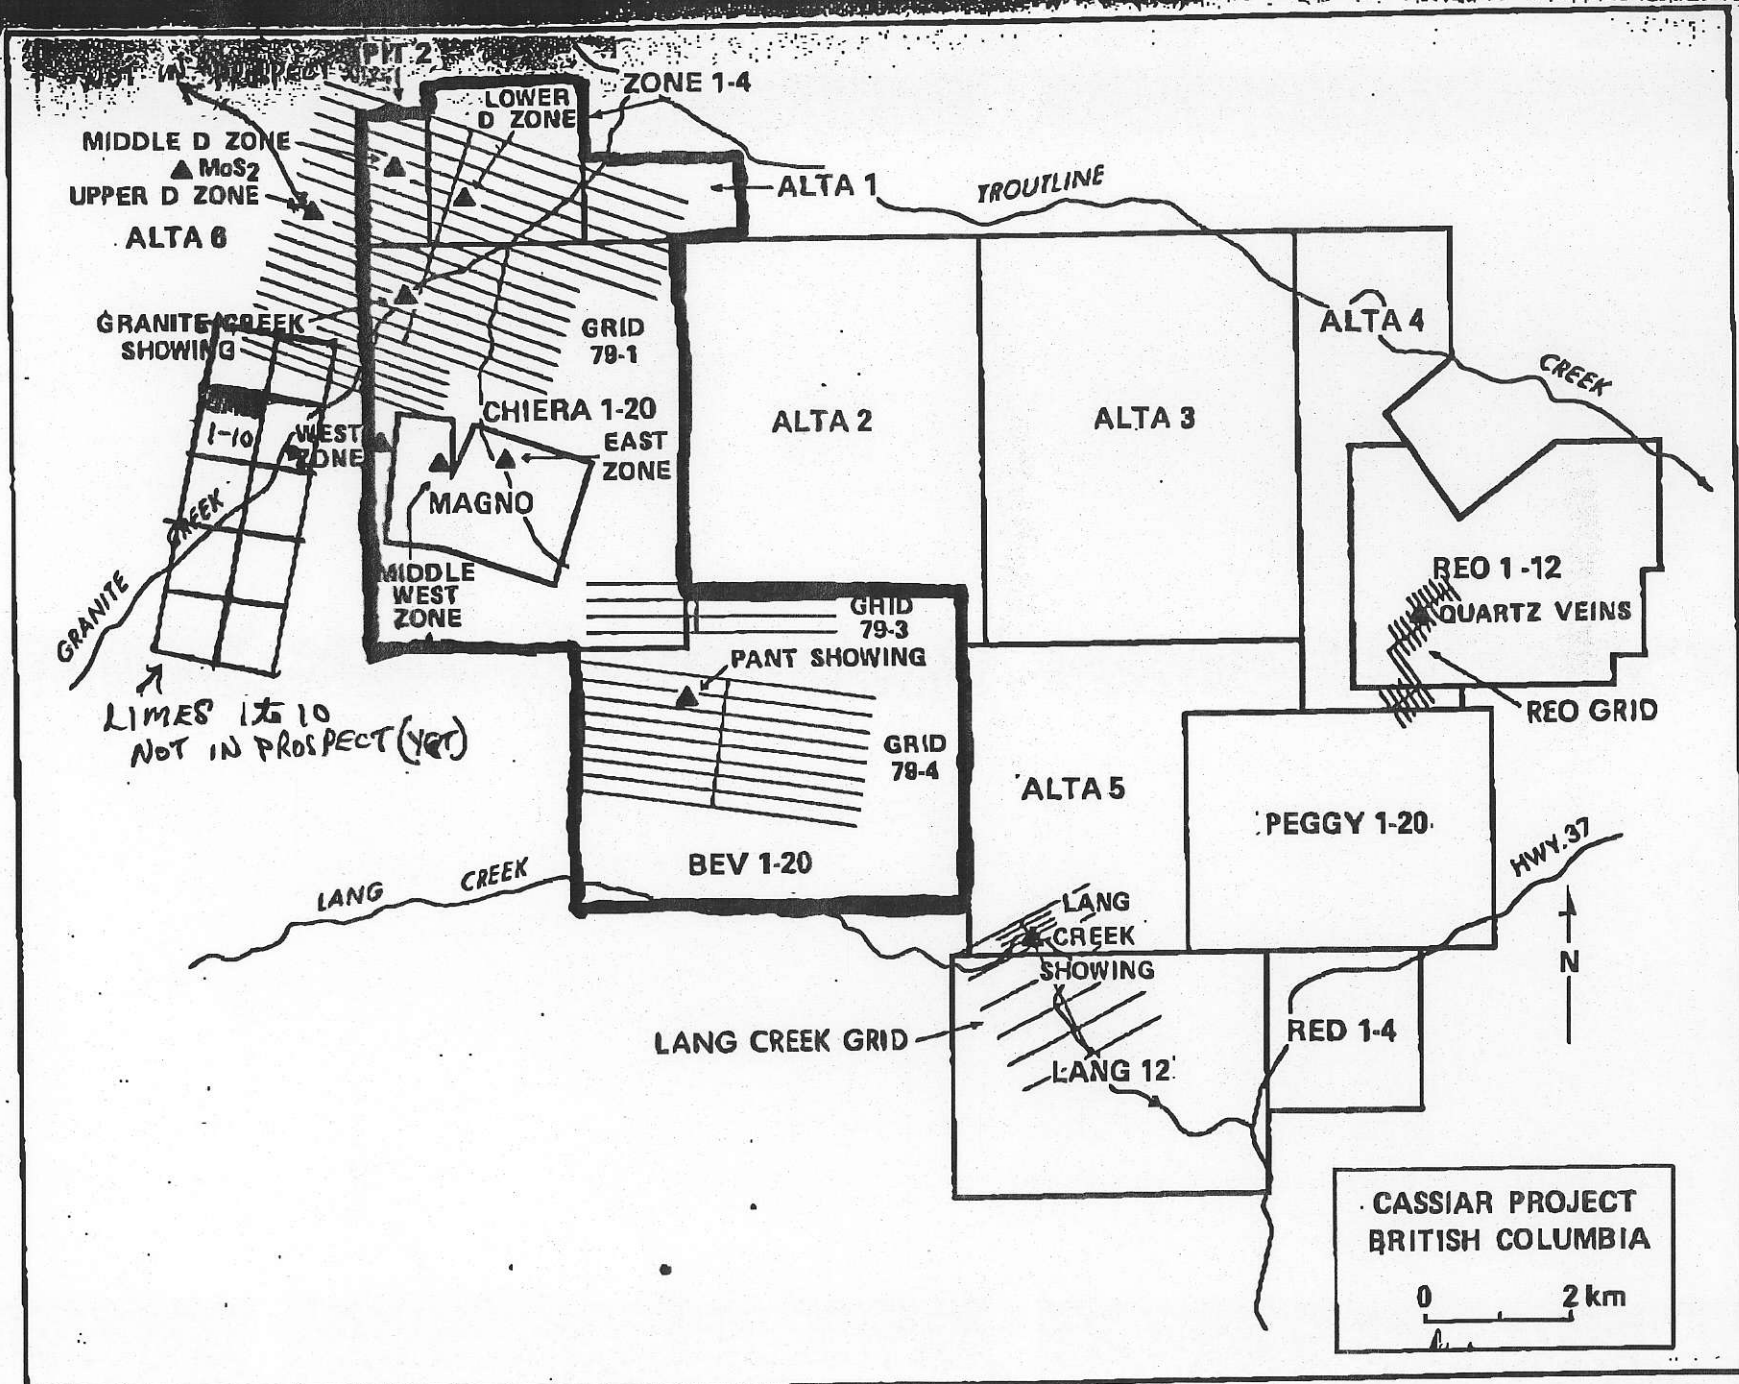 PIT 2
NOT IN PROSPECT
ZONE 1-4
LOWER
D ZONE
MIDDLE D ZONE
MoS2
UPPER D ZONE
ALTA 6
ALTA 1
TROUTLINE
CREEK
GRANITE CREEK
SHOWING
GRID
79-1
ALTA 4
CHIERA 1-20
ALTA 2
ALTA 3
1-10
WEST
ZONE
EAST
ZONE
MAGNO
GRANITE
CREEK
MIDDLE
WEST
ZONE
REO 1-12
QUARTZ VEINS
GRID
79-3
PANT SHOWING
REO GRID
LIMES 1 to 10
NOT IN PROSPECT (YET)
GRID
79-4
ALTA 5
PEGGY 1-20
BEV 1-20
HWY. 37
LANG CREEK
LANG
CREEK
SHOWING
N
LANG CREEK GRID
RED 1-4
LANG 12
CASSIAR PROJECT
BRITISH COLUMBIA
0 2 km